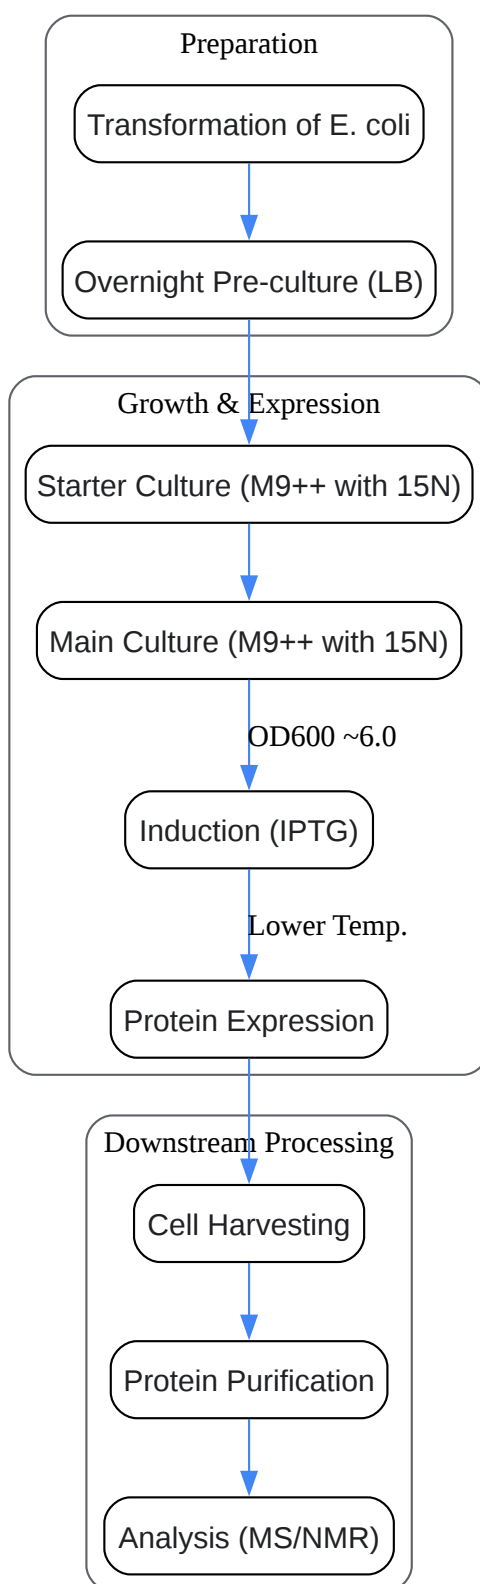 Preparation
Transformation of E. coli
Overnight Pre-culture (LB)
Growth & Expression
Starter Culture (M9++ with 15N)
Main Culture (M9++ with 15N)
OD600 ~6.0
Induction (IPTG)
Lower Temp.
Protein Expression
Downstream Processing
Cell Harvesting
Protein Purification
Analysis (MS/NMR)